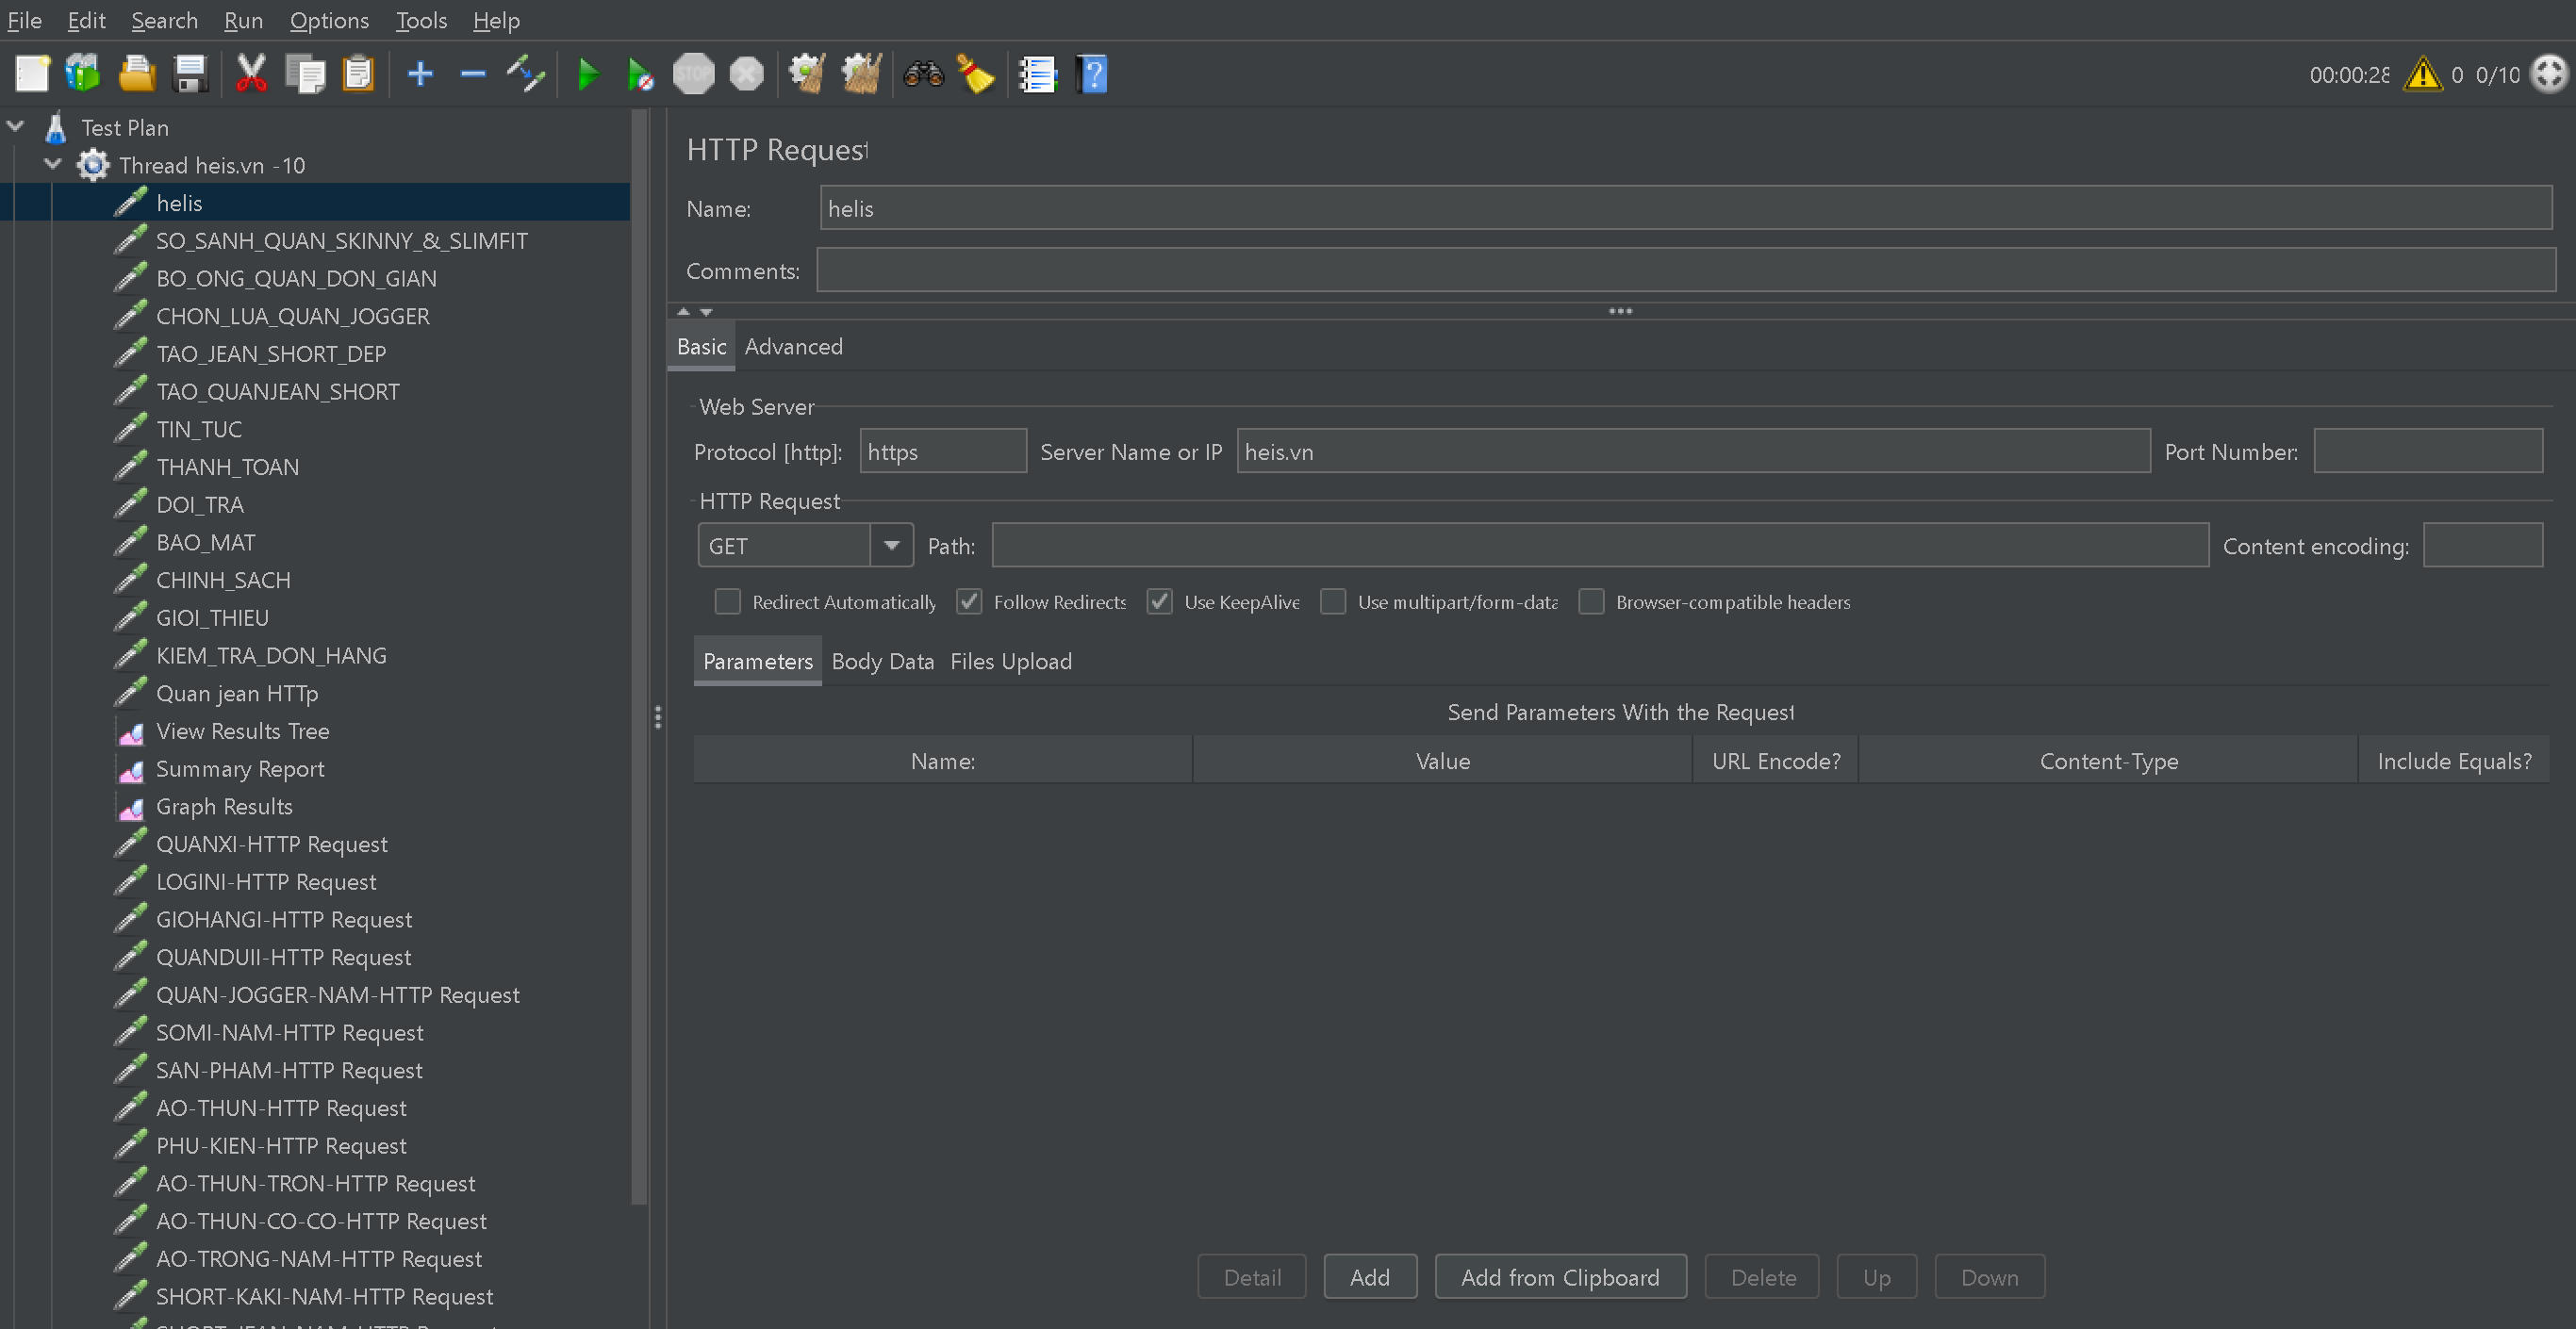 File Edit Search Run Options Tools Help
STOP
00:00:28 0 0/10
Test Plan
Thread heis.vn -10
helis
SO_SANH_QUAN_SKINNY_&_SLIMFIT
BO_ONG_QUAN_DON_GIAN
CHON_LUA_QUAN_JOGGER
TAO_JEAN_SHORT_DEP
TAO_QUANJEAN_SHORT
TIN_TUC
THANH_TOAN
DOI_TRA
BAO_MAT
CHINH_SACH
GIOI_THIEU
KIEM_TRA_DON_HANG
Quan jean HTTp
View Results Tree
Summary Report
Graph Results
QUANXI-HTTP Request
LOGINI-HTTP Request
GIOHANGI-HTTP Request
QUANDUII-HTTP Request
QUAN-JOGGER-NAM-HTTP Request
SOMI-NAM-HTTP Request
SAN-PHAM-HTTP Request
AO-THUN-HTTP Request
PHU-KIEN-HTTP Request
AO-THUN-TRON-HTTP Request
AO-THUN-CO-CO-HTTP Request
AO-TRONG-NAM-HTTP Request
SHORT-KAKI-NAM-HTTP Request
HTTP Request
Name: helis
Comments:
Basic Advanced
Web Server
Protocol [http]: https Server Name or IP heis.vn Port Number:
HTTP Request
GET Path: Content encoding:
Redirect Automatically Follow Redirects Use KeepAlive Use multipart/form-data Browser-compatible headers
Parameters Body Data Files Upload
Send Parameters With the Request
Name: Value URL Encode? Content-Type Include Equals?
Detail Add Add from Clipboard Delete Up Down